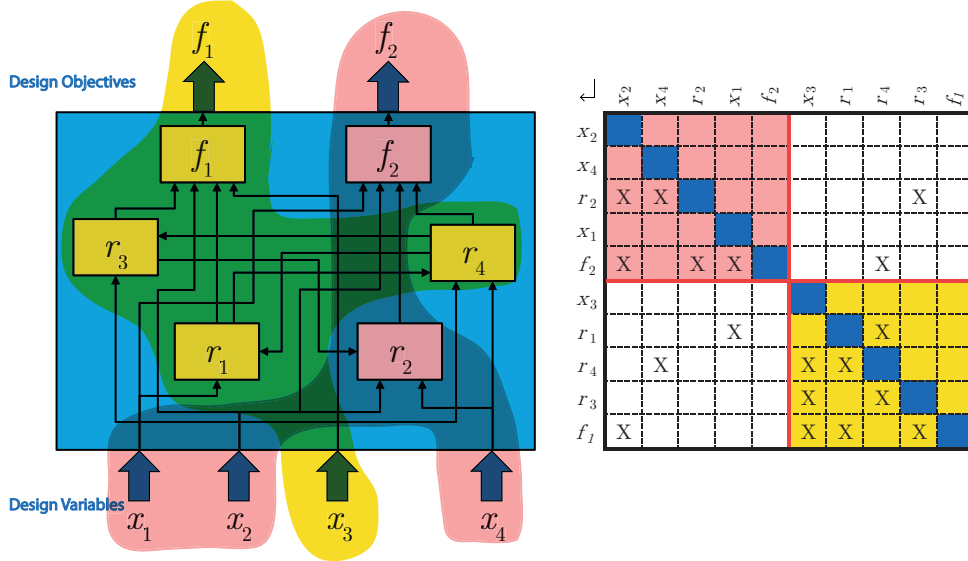 f₁ f₂
Design Objectives
f₁ f₂
r₃ r₄
r₁ r₂
Design Variables
x₁ x₂ x₃ x₄
x₂ x₄ r₂ x₁ f₂ x₃ r₁ r₄ r₃ f₁
x₂
x₄
r₂ X X X
x₁
f₂ X X X X
x₃
r₁ X X
r₄ X X X
r₃ X X
f₁ X X X X